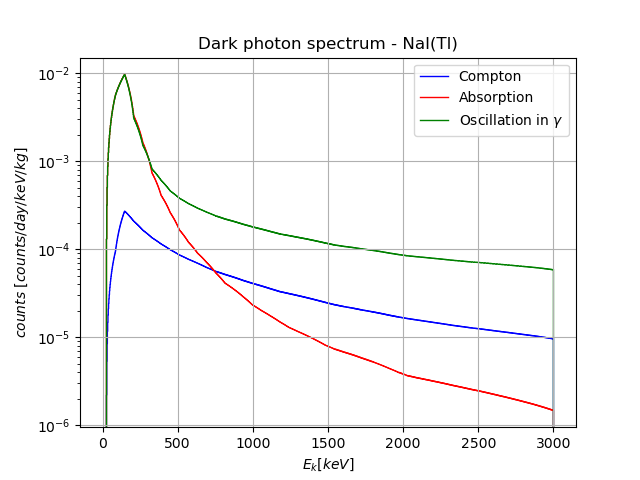 Dark photon spectrum - NaI(Tl)
Compton
Absorption
Oscillation in γ
counts [counts/day/keV/kg]
10⁻²
10⁻³
10⁻⁴
10⁻⁵
10⁻⁶
0 500 1000 1500 2000 2500 3000
E_k[keV]